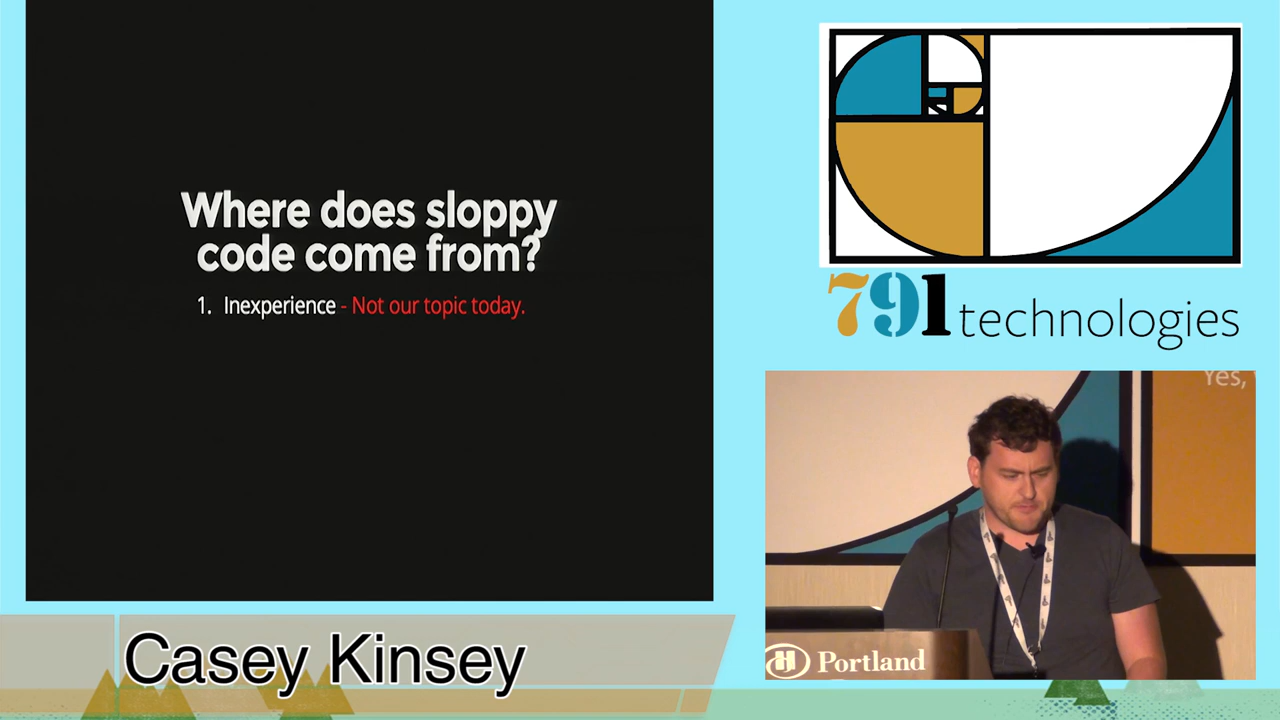 Where does sloppy
code come from?
1. Inexperience - Not our topic today.
791 technologies
Yes,
Portland
Casey Kinsey